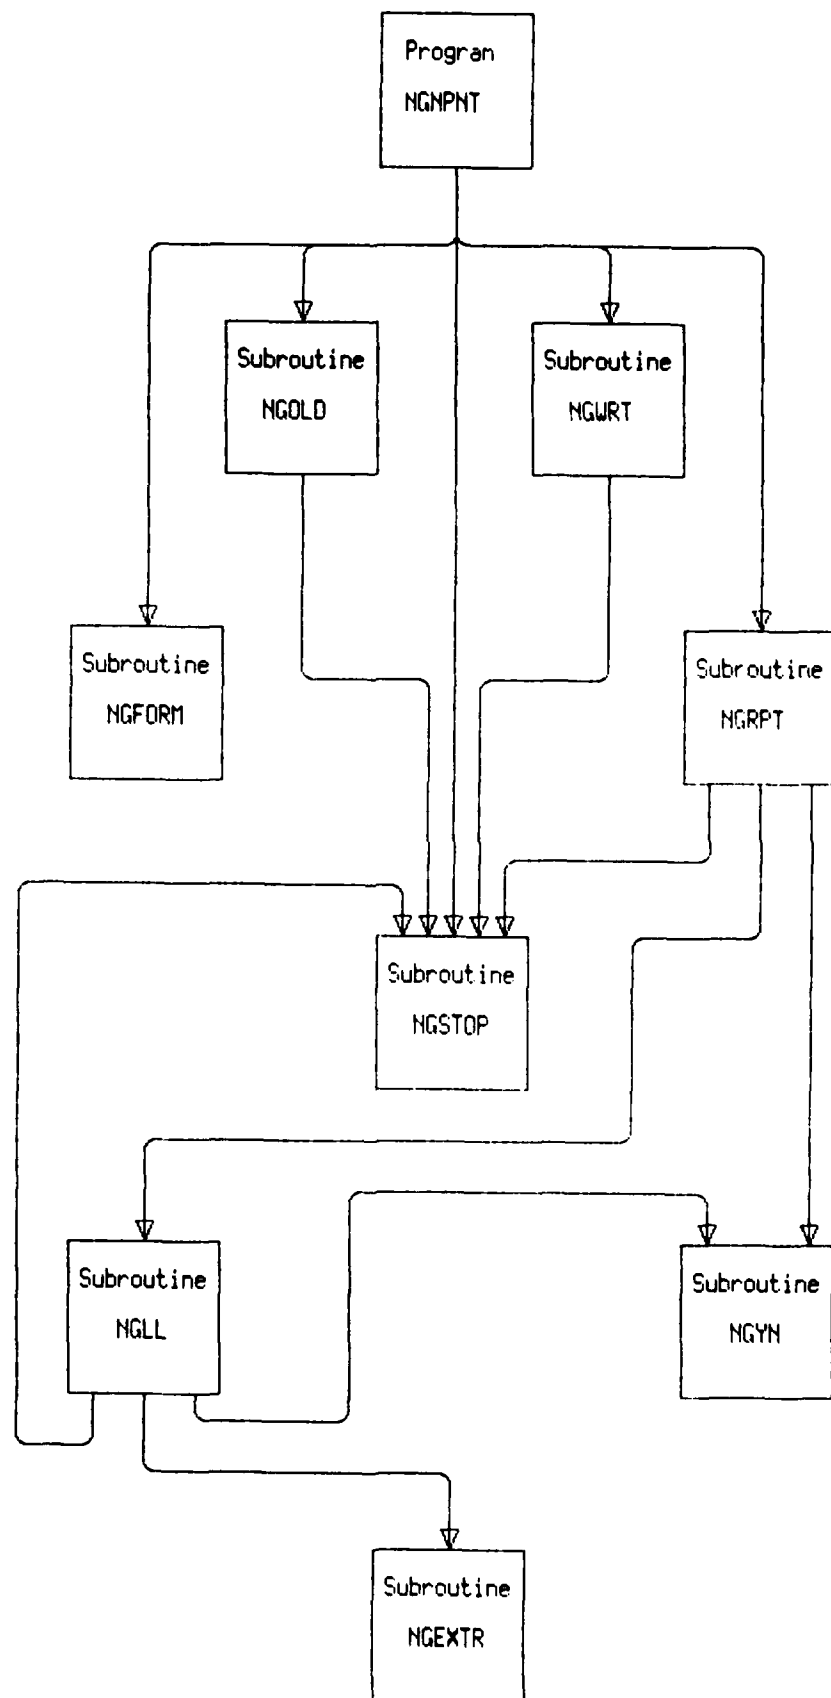 Program
NGNPNT
Subroutine
NGOLD
Subroutine
NGWRT
Subroutine
NGFORM
Subroutine
NGRPT
Subroutine
NGSTOP
Subroutine
NGLL
Subroutine
NGYN
Subroutine
NGEXTR